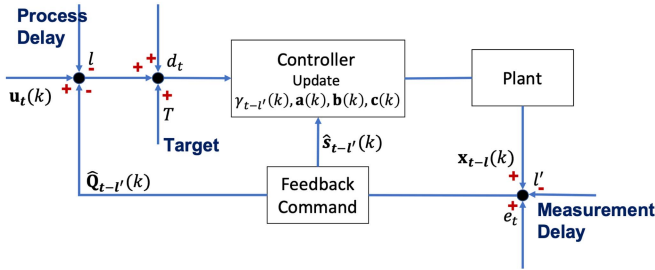 Process
Delay
l
-
d_t
+
+
+
-
u_t(k)
+
T
Target
Controller
Update
γ_{t−l′}(k), a(k), b(k), c(k)
Plant
ŝ_{t−l′}(k)
x_{t−l}(k)
Q̂_{t−l′}(k)
Feedback
Command
+
l′
-
+
e_t
Measurement
Delay